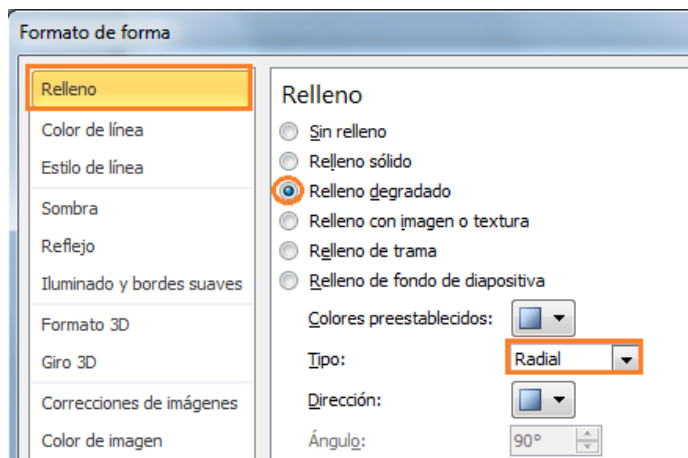 Formato de forma
Relleno
Color de línea
Estilo de línea
Sombra
Reflejo
Iluminado y bordes suaves
Formato 3D
Giro 3D
Correcciones de imágenes
Color de imagen
Relleno
Sin relleno
Relleno sólido
Relleno degradado
Relleno con imagen o textura
Relleno de trama
Relleno de fondo de diapositiva
Colores preestablecidos:
Tipo: Radial
Dirección:
Ángulo: 90°